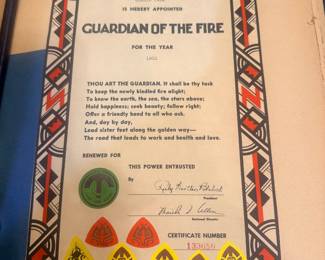 IS HEREBY APPOINTED
GUARDIAN OF THE FIRE
FOR THE YEAR
THOU ART THE GUARDIAN. It shall be thy task
To keep the newly kindled fire alight;
To know the earth, the sea, the stars above;
Hold happiness; seek beauty; follow right;
Offer a friendly hand to all who ask.
And, day by day,
Lead sister feet along the golden way—
The road that leads to work and health and love.
RENEWED FOR
THIS POWER ENTRUSTED
By
President
National Director
CERTIFICATE NUMBER